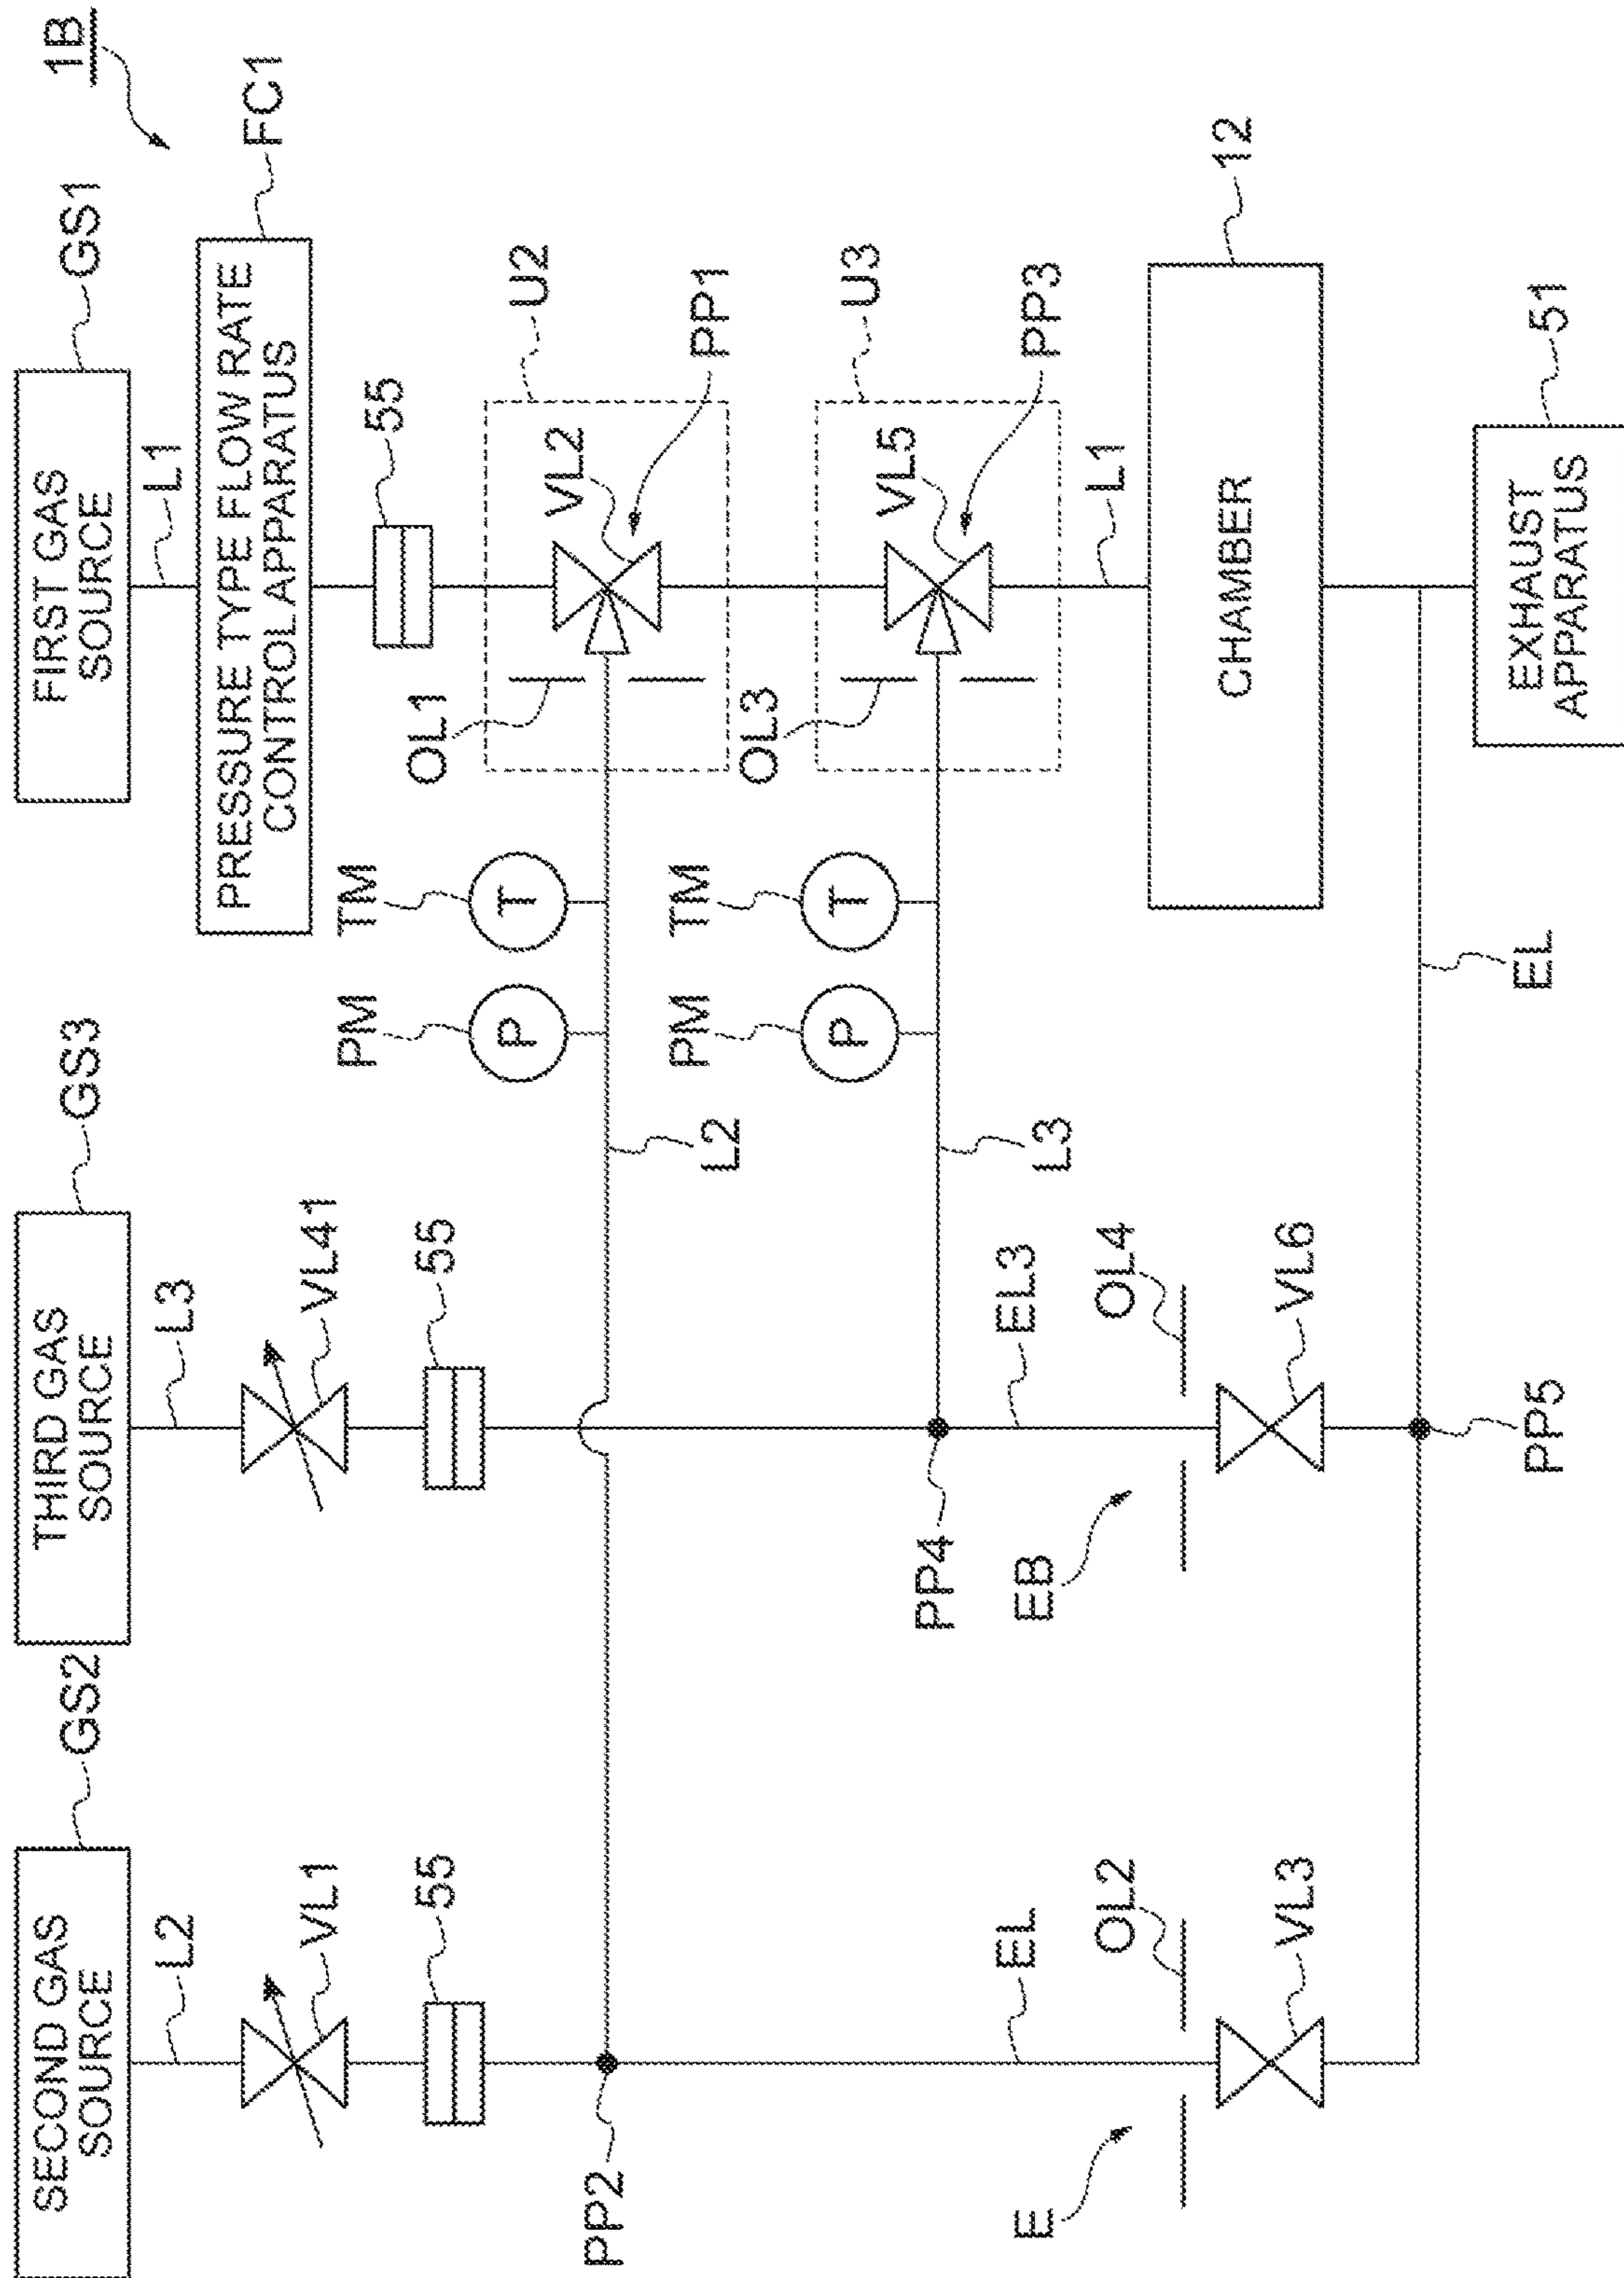 1B
FIRST GAS
SOURCE
GS1
L1
PRESSURE TYPE FLOW RATE
CONTROL APPARATUS
FC1
55
U2
VL2
PP1
OL1
U3
VL5
PP3
OL3
L1
CHAMBER
12
EXHAUST
APPARATUS
51
TM
T
PM
P
L2
TM
T
PM
P
L3
EL
THIRD GAS
SOURCE
GS3
L3
VL41
55
PP4
EL3
OL4
EB
VL6
PP5
SECOND GAS
SOURCE
GS2
L2
VL1
55
PP2
EL
OL2
E
VL3